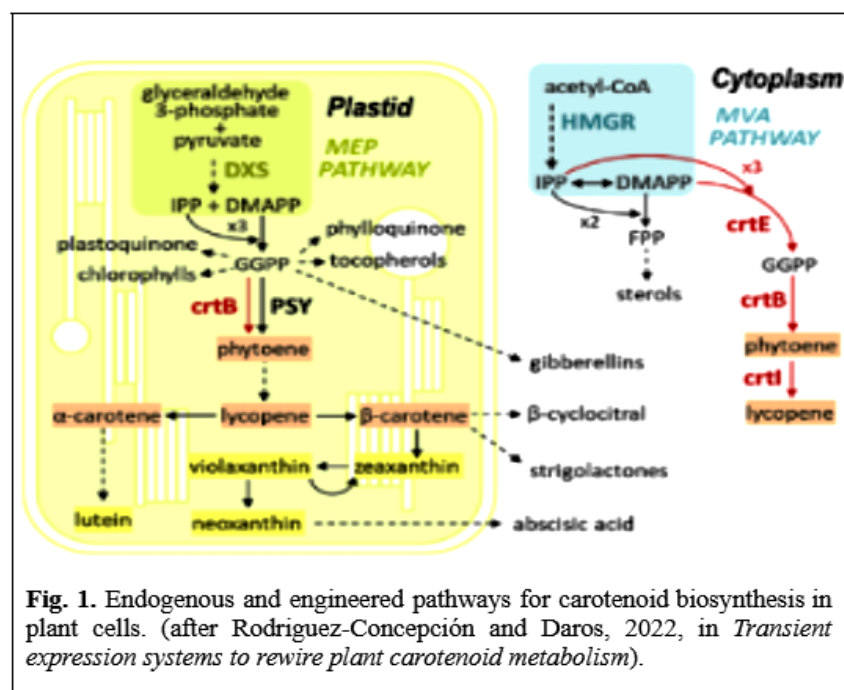 glyceraldehyde
3-phosphate
+
pyruvate
Plastid
MEP
PATHWAY
DXS
IPP + DMAPP
x3
plastoquinone
phylloquinone
chlorophylls
GGPP
tocopherols
crtB
PSY
phytoene
gibberellins
α-carotene
lycopene
β-carotene
β-cyclocitral
violaxanthin
zeaxanthin
strigolactones
lutein
neoxanthin
abscisic acid
acetyl-CoA
Cytoplasm
HMGR
MVA
PATHWAY
x3
IPP
DMAPP
x2
crtE
FPP
GGPP
sterols
crtB
phytoene
crtI
lycopene
Fig. 1. Endogenous and engineered pathways for carotenoid biosynthesis in
plant cells. (after Rodriguez-Concepción and Daros, 2022, in Transient
expression systems to rewire plant carotenoid metabolism).